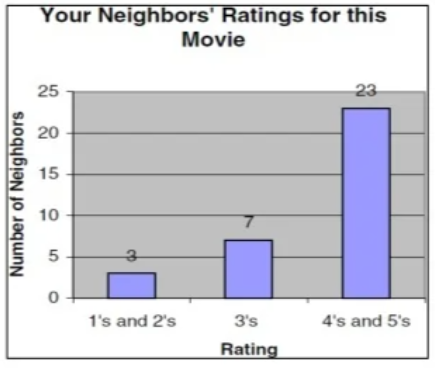 Your Neighbors' Ratings for this
Movie
Number of Neighbors
25
20
15
10
5
0
3
7
23
1's and 2's
3's
4's and 5's
Rating